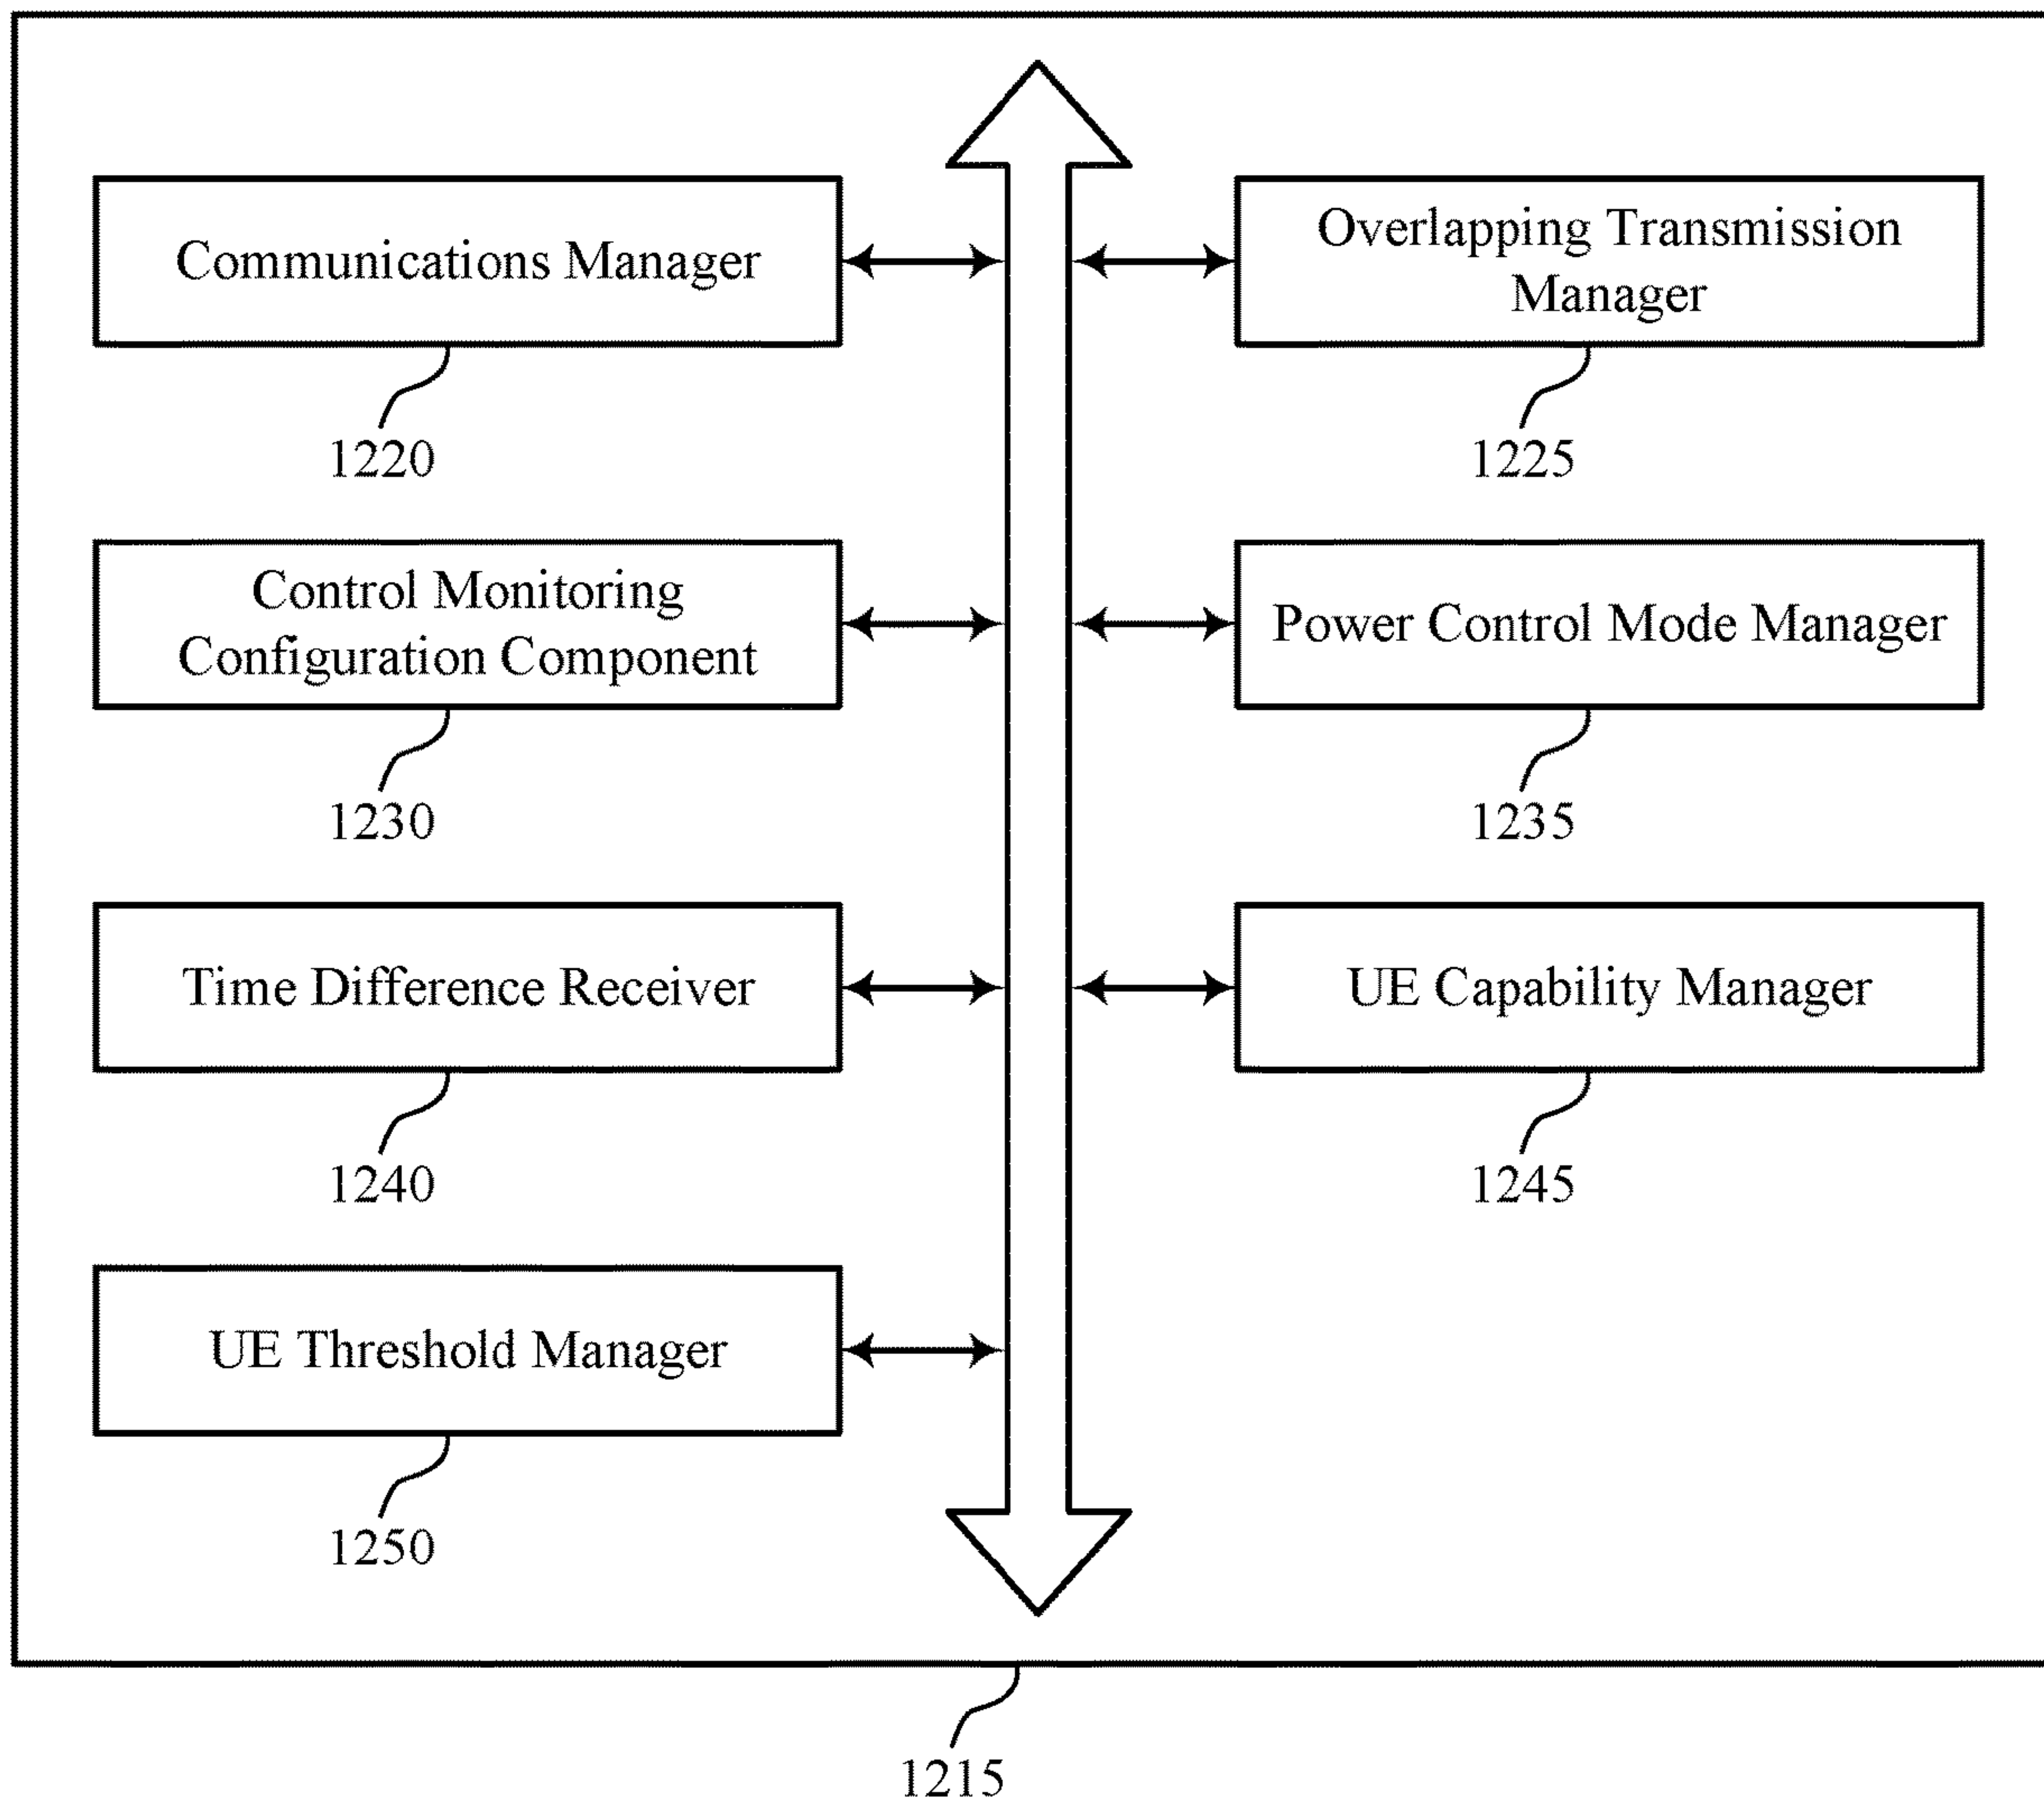 Communications Manager
1220
Overlapping Transmission
Manager
1225
Control Monitoring
Configuration Component
1230
Power Control Mode Manager
1235
Time Difference Receiver
1240
UE Capability Manager
1245
UE Threshold Manager
1250
1215